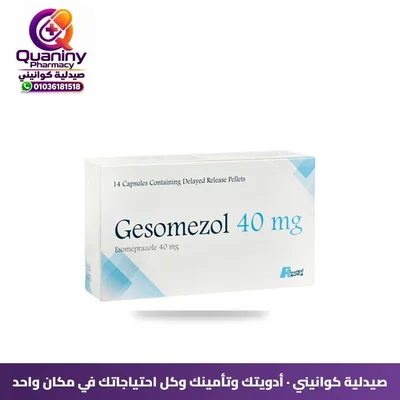 Quaniny
Pharmacy
صيدلية كوانيني
01036181518
14 Capsules Containing Delayed Release Pellets
Gesomezol 40 mg
Esomeprazole 40 mg
صيدلية كوانيني - أدويتك وتأمينك وكل احتياجاتك في مكان واحد